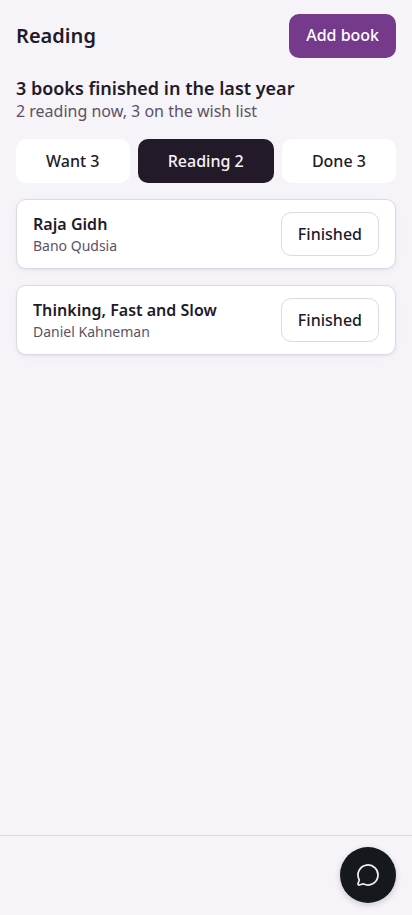 Reading
Add book
3 books finished in the last year
2 reading now, 3 on the wish list
Want 3
Reading 2
Done 3
Raja Gidh
Bano Qudsia
Finished
Thinking, Fast and Slow
Daniel Kahneman
Finished